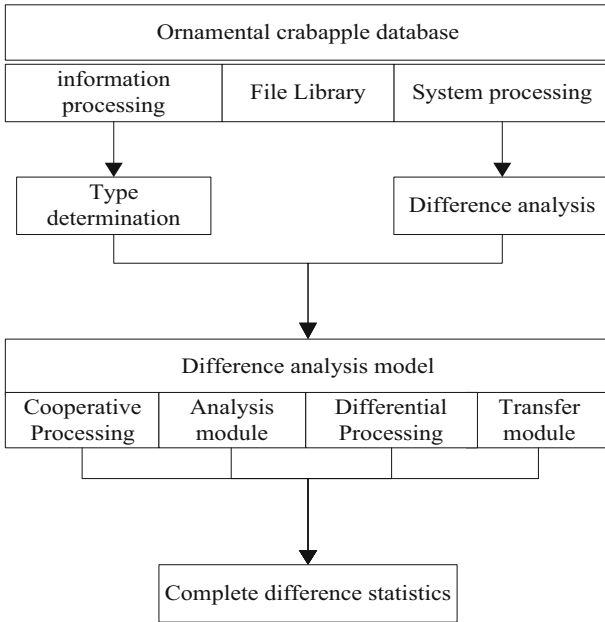 Ornamental crabapple database
information
processing
File Library
System processing
Type
determination
Difference analysis
Difference analysis model
Cooperative
Processing
Analysis
module
Differential
Processing
Transfer
module
Complete difference statistics